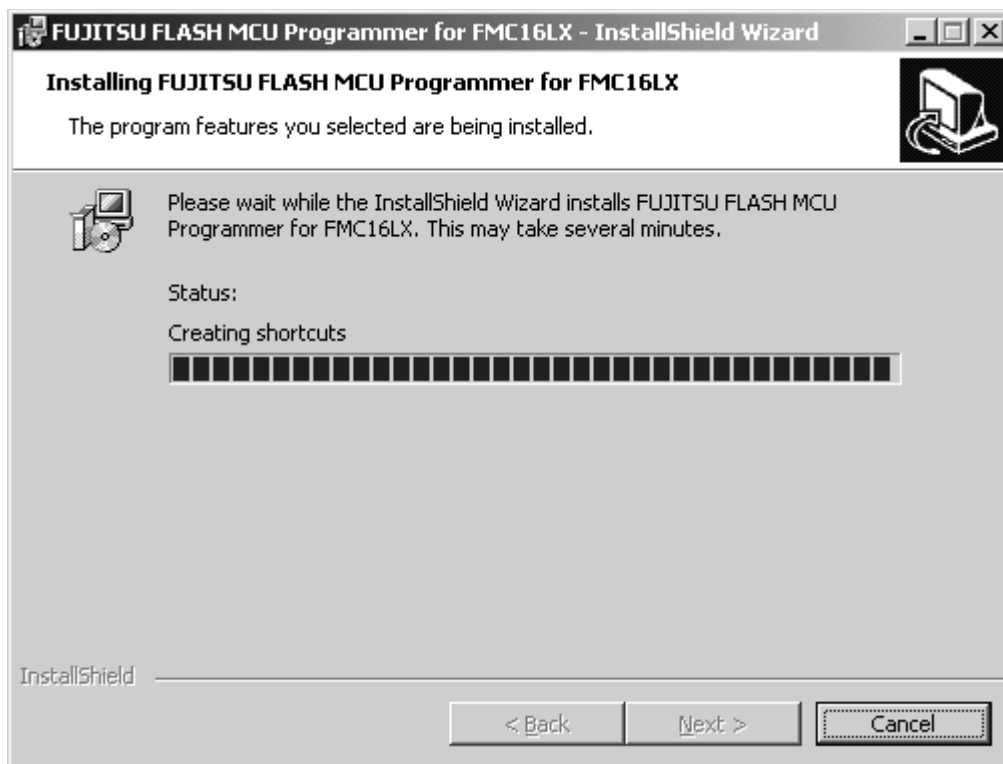 FUJITSU FLASH MCU Programmer for FMC16LX - InstallShield Wizard
Installing FUJITSU FLASH MCU Programmer for FMC16LX
The program features you selected are being installed.
Please wait while the InstallShield Wizard installs FUJITSU FLASH MCU
Programmer for FMC16LX. This may take several minutes.
Status:
Creating shortcuts
InstallShield
< Back
Next >
Cancel